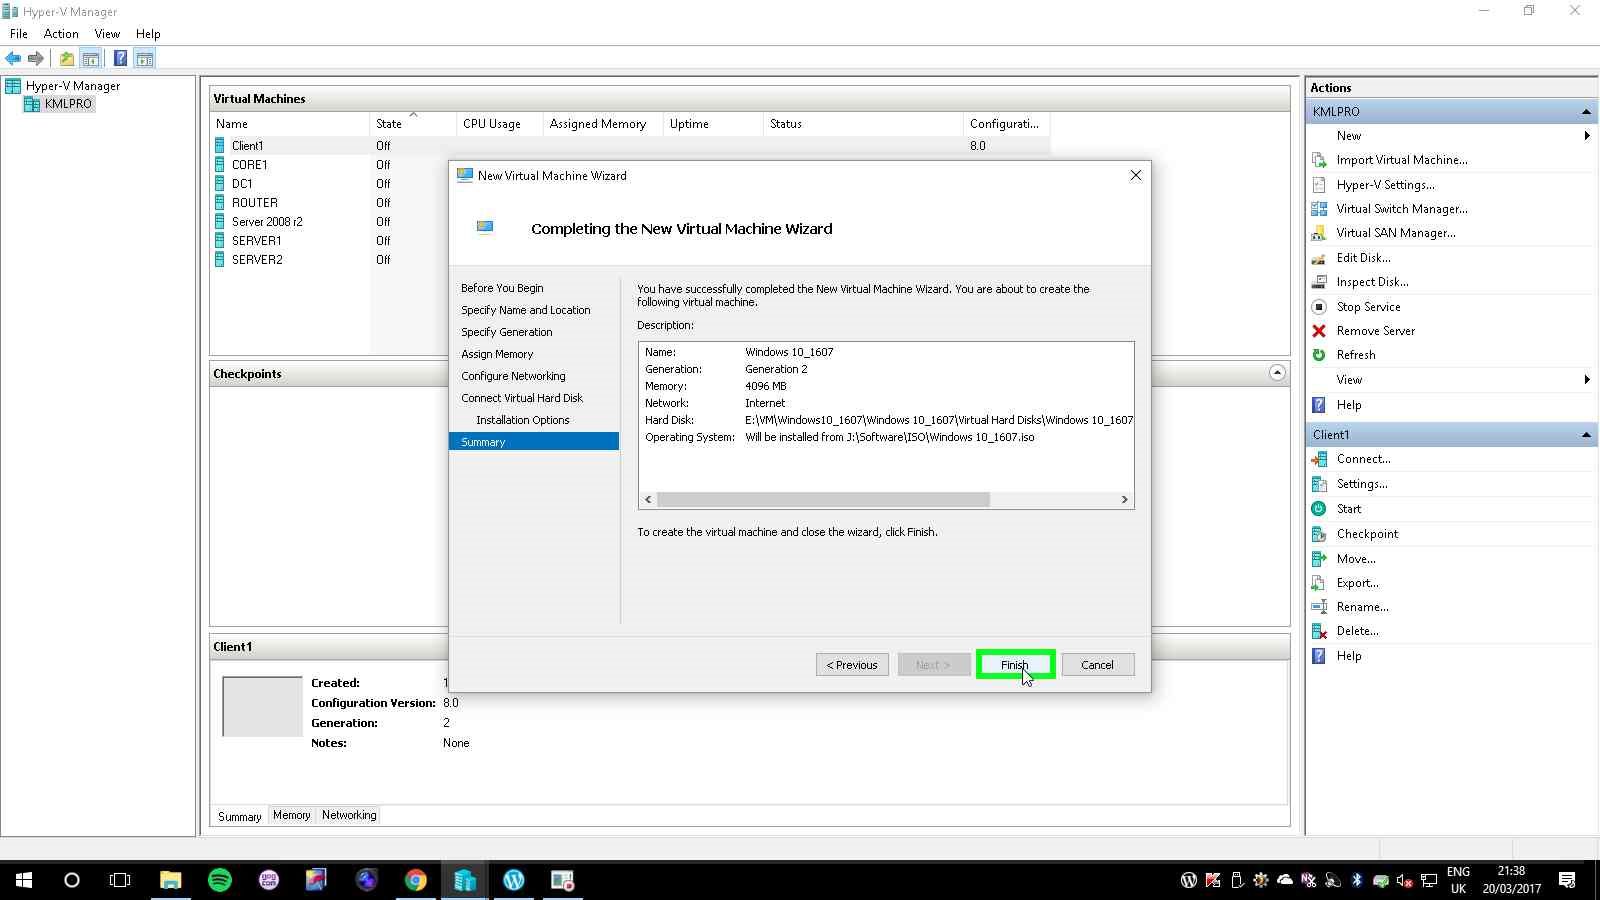 Hyper-V Manager
File Action View Help
Hyper-V Manager
KMLPRO
Virtual Machines
Name State CPU Usage Assigned Memory Uptime Status Configurati...
Client1 Off 8.0
CORE1 Off
DC1 Off
ROUTER Off
Server 2008 r2 Off
SERVER1 Off
SERVER2 Off
Checkpoints
Client1
Created: 1
Configuration Version: 8.0
Generation: 2
Notes: None
Summary Memory Networking
New Virtual Machine Wizard
Completing the New Virtual Machine Wizard
Before You Begin
Specify Name and Location
Specify Generation
Assign Memory
Configure Networking
Connect Virtual Hard Disk
Installation Options
Summary
You have successfully completed the New Virtual Machine Wizard. You are about to create the
following virtual machine.
Description:
Name: Windows 10_1607
Generation: Generation 2
Memory: 4096 MB
Network: Internet
Hard Disk: E:\VM\Windows10_1607\Windows 10_1607\Virtual Hard Disks\Windows 10_1607
Operating System: Will be installed from J:\Software\ISO\Windows 10_1607.iso
To create the virtual machine and close the wizard, click Finish.
< Previous Next > Finish Cancel
Actions
KMLPRO
New
Import Virtual Machine...
Hyper-V Settings...
Virtual Switch Manager...
Virtual SAN Manager...
Edit Disk...
Inspect Disk...
Stop Service
Remove Server
Refresh
View
Help
Client1
Connect...
Settings...
Start
Checkpoint
Move...
Export...
Rename...
Delete...
Help
gog
com
ENG
UK
21:38
20/03/2017